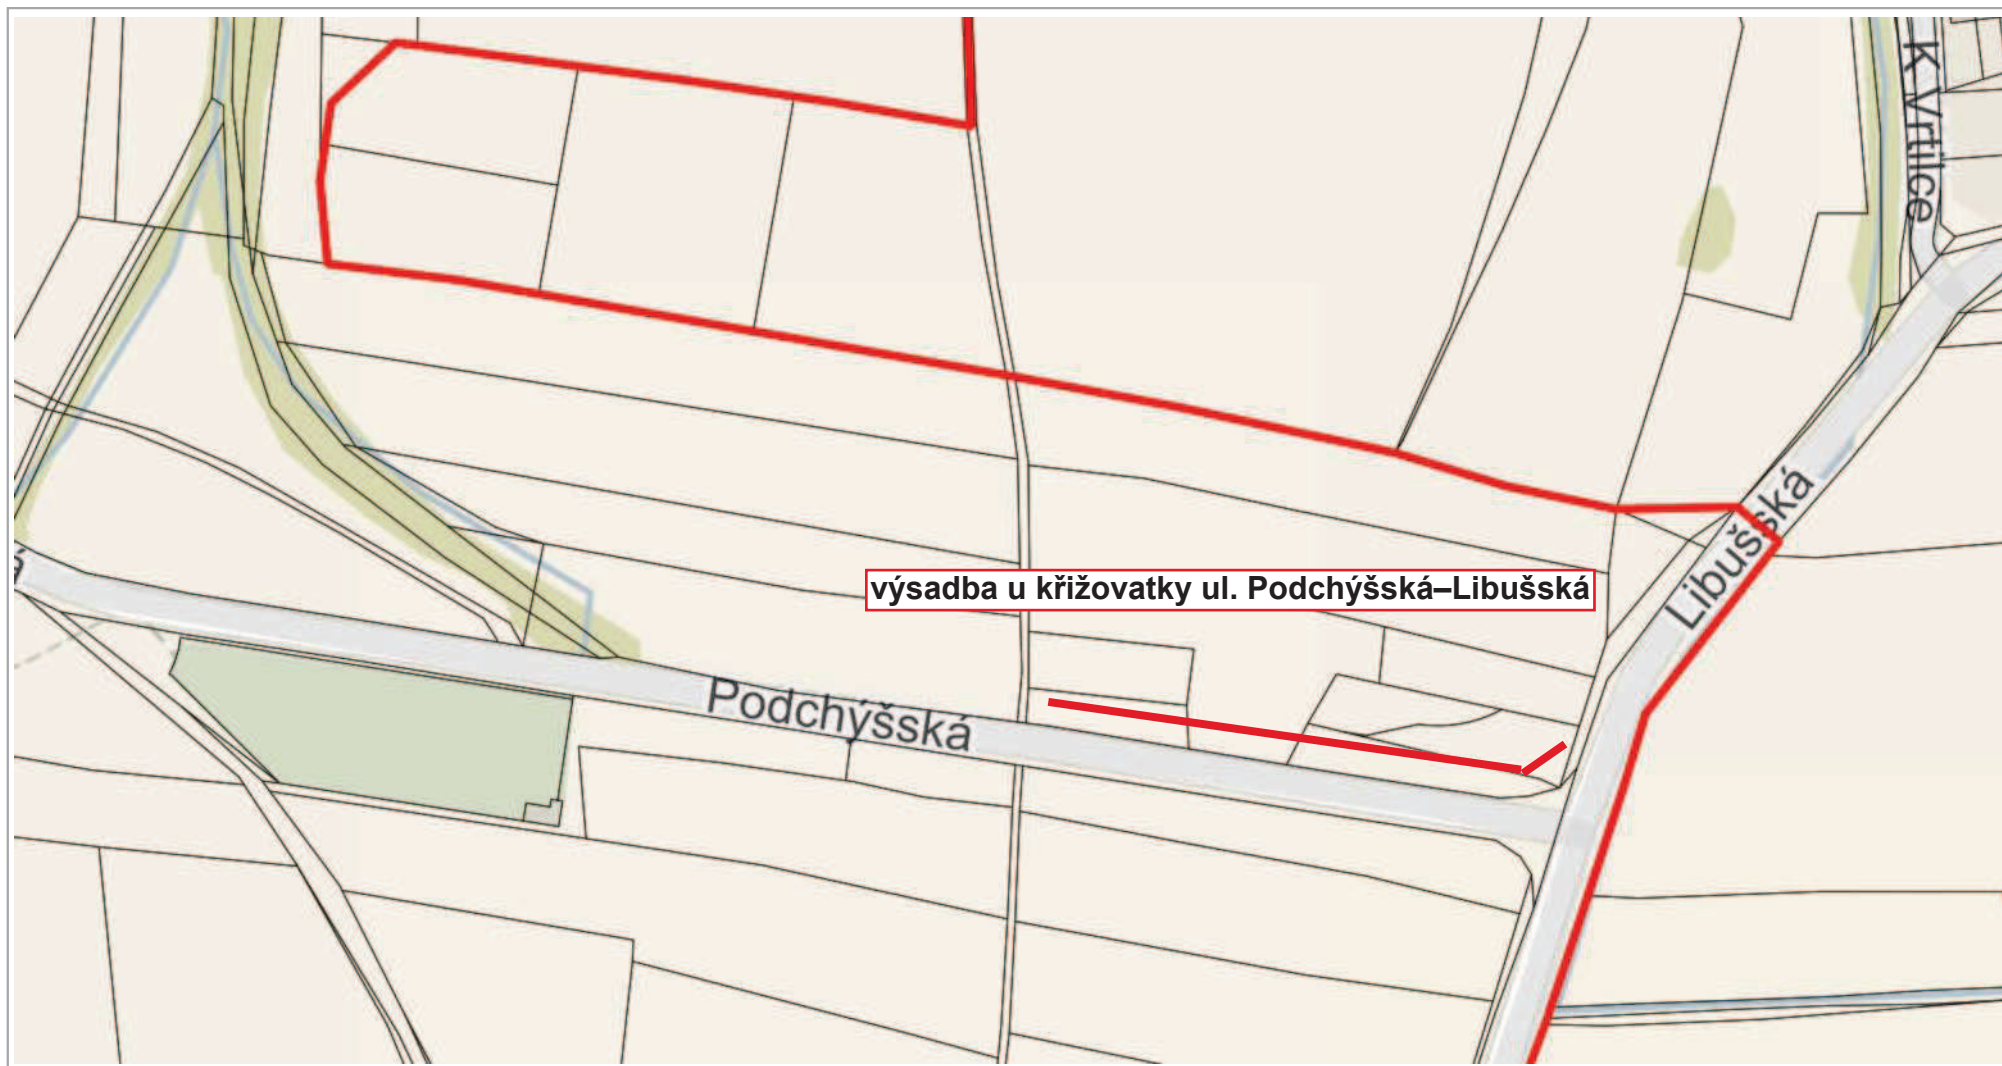 K Vrtilce
Libušská
výsadba u křižovatky ul. Podchýšská–Libušská
á
Podchýšská